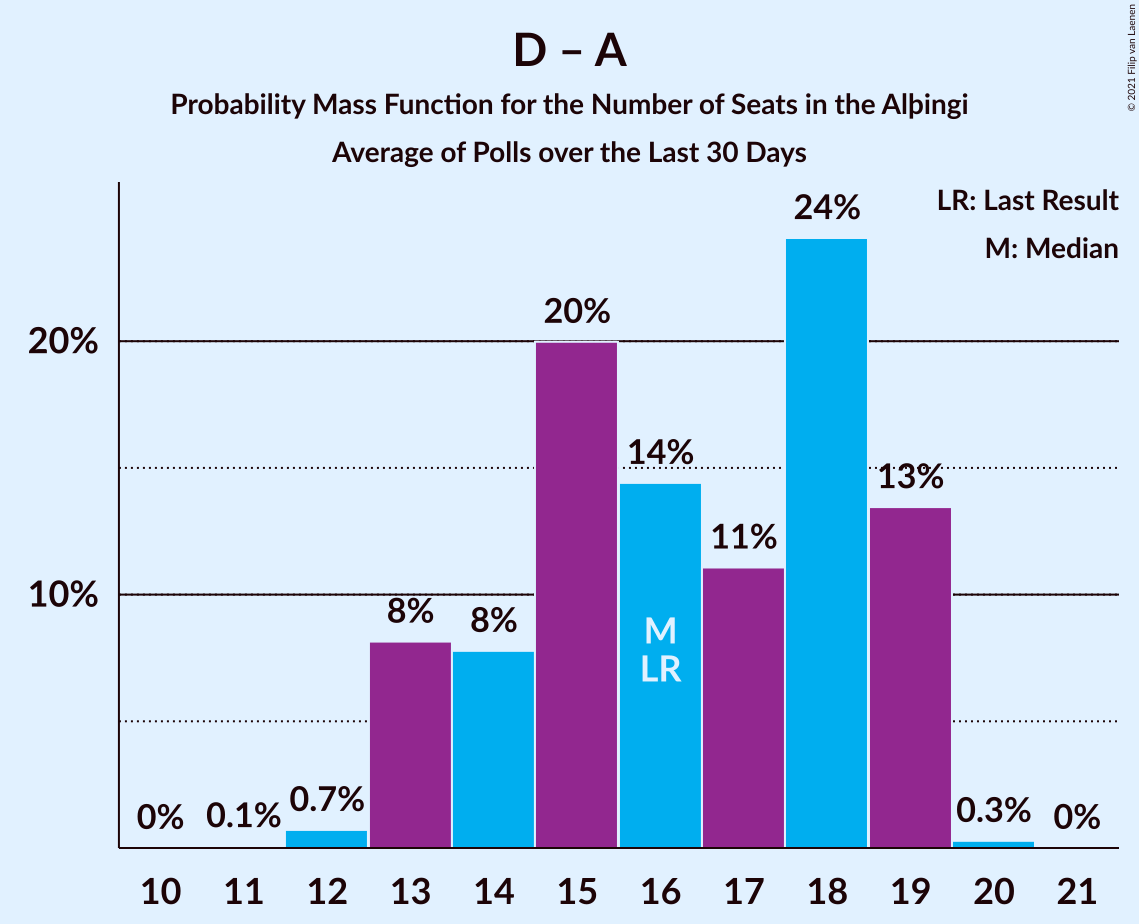 D – A
Probability Mass Function for the Number of Seats in the Alþingi
Average of Polls over the Last 30 Days
© 2021 Filip van Laenen
LR: Last Result
M: Median
24%
20%
20%
14%
13%
11%
10%
8%
8%
M
LR
0%
0.1%
0.7%
0.3%
0%
10 11 12 13 14 15 16 17 18 19 20 21